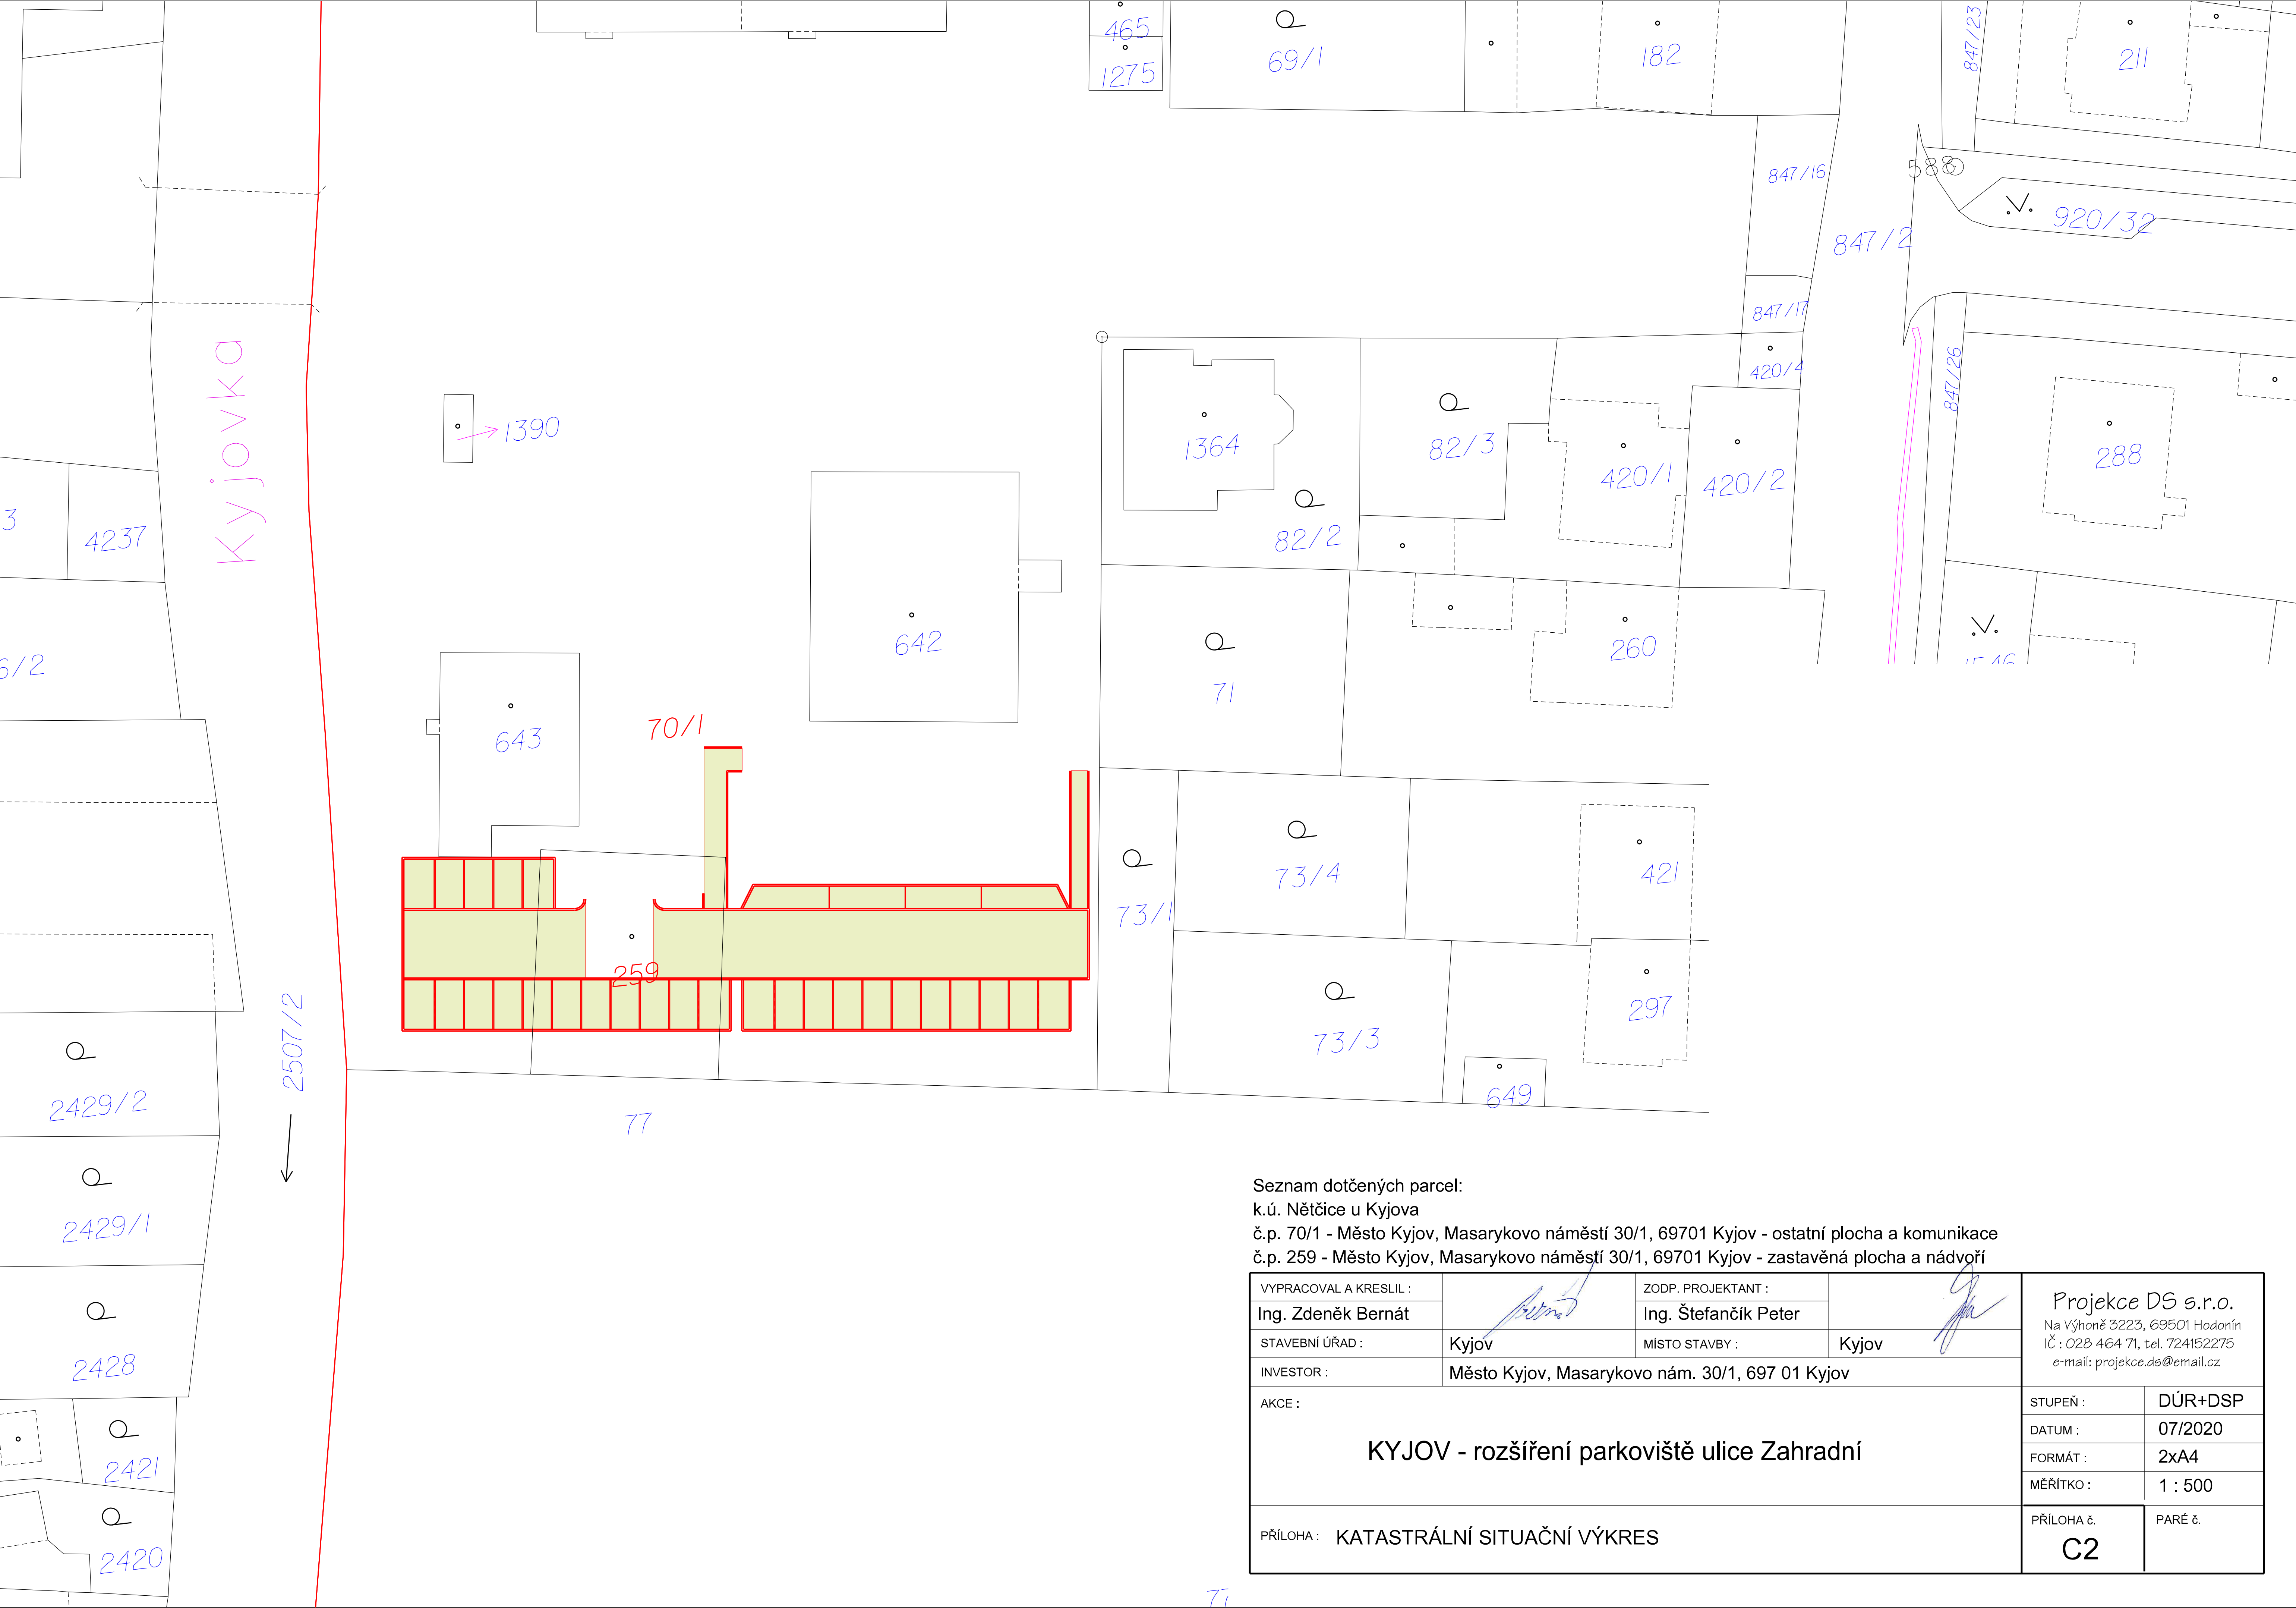 465
1275
69/1
182
847/23
211
847/16
588
920/32
847/2
847/17
420/4
847/26
Kyjovka
1390
1364
82/3
420/1
420/2
288
82/2
3
4237
642
260
6/2
71
643
70/1
73/4
421
73/1
259
297
73/3
2507/2
649
2429/2
77
2429/1
2428
2421
2420
77
Seznam dotčených parcel:
k.ú. Nětčice u Kyjova
č.p. 70/1 - Město Kyjov, Masarykovo náměstí 30/1, 69701 Kyjov - ostatní plocha a komunikace
č.p. 259 - Město Kyjov, Masarykovo náměstí 30/1, 69701 Kyjov - zastavěná plocha a nádvoří
VYPRACOVAL A KRESLIL :
Ing. Zdeněk Bernát
ZODP. PROJEKTANT :
Ing. Štefančík Peter
STAVEBNÍ ÚŘAD :
Kyjov
MÍSTO STAVBY :
Kyjov
INVESTOR :
Město Kyjov, Masarykovo nám. 30/1, 697 01 Kyjov
AKCE :
KYJOV - rozšíření parkoviště ulice Zahradní
PŘÍLOHA :
KATASTRÁLNÍ SITUAČNÍ VÝKRES
Projekce DS s.r.o.
Na Výhoně 3223, 69501 Hodonín
IČ : 028 464 71, tel. 724152275
e-mail: projekce.ds@email.cz
STUPEŇ :
DÚR+DSP
DATUM :
07/2020
FORMÁT :
2xA4
MĚŘÍTKO :
1 : 500
PŘÍLOHA č.
C2
PARÉ č.